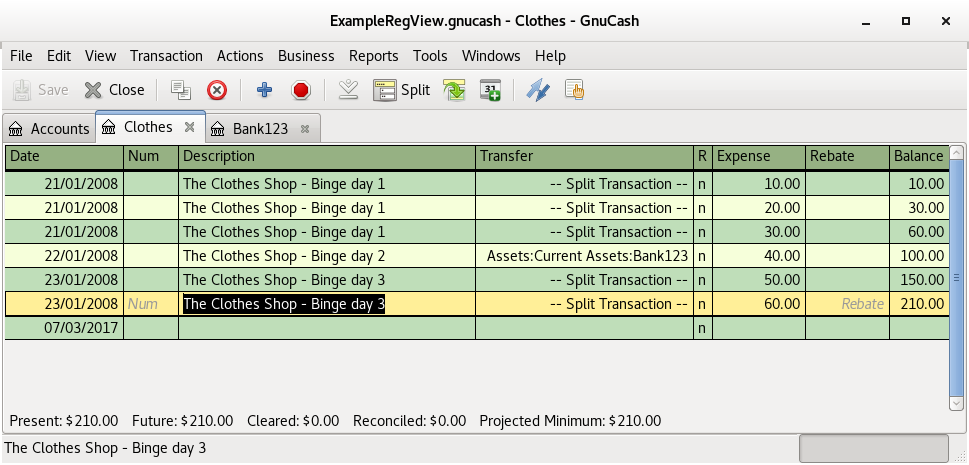 ExampleRegView.gnucash - Clothes - GnuCash
File Edit View Transaction Actions Business Reports Tools Windows Help
Save Close Split 31
Accounts Clothes Bank123
Date Num Description Transfer R Expense Rebate Balance
21/01/2008 The Clothes Shop - Binge day 1 -- Split Transaction -- n 10.00 10.00
21/01/2008 The Clothes Shop - Binge day 1 -- Split Transaction -- n 20.00 30.00
21/01/2008 The Clothes Shop - Binge day 1 -- Split Transaction -- n 30.00 60.00
22/01/2008 The Clothes Shop - Binge day 2 Assets:Current Assets:Bank123 n 40.00 100.00
23/01/2008 The Clothes Shop - Binge day 3 -- Split Transaction -- n 50.00 150.00
23/01/2008 Num The Clothes Shop - Binge day 3 -- Split Transaction -- n 60.00 Rebate 210.00
07/03/2017 n
Present: $210.00 Future: $210.00 Cleared: $0.00 Reconciled: $0.00 Projected Minimum: $210.00
The Clothes Shop - Binge day 3